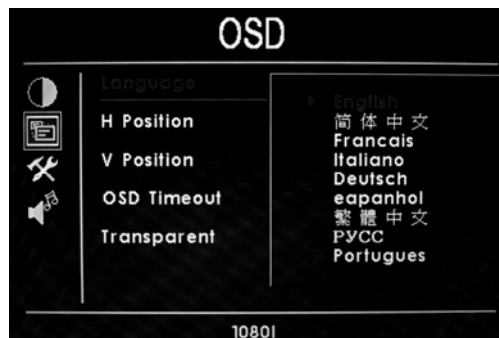 OSD
Language
H Position
V Position
OSD Timeout
Transparent
English
简体中文
Francais
Italiano
Deutsch
eapanhol
繁體中文
РУСС
Portugues
1080I